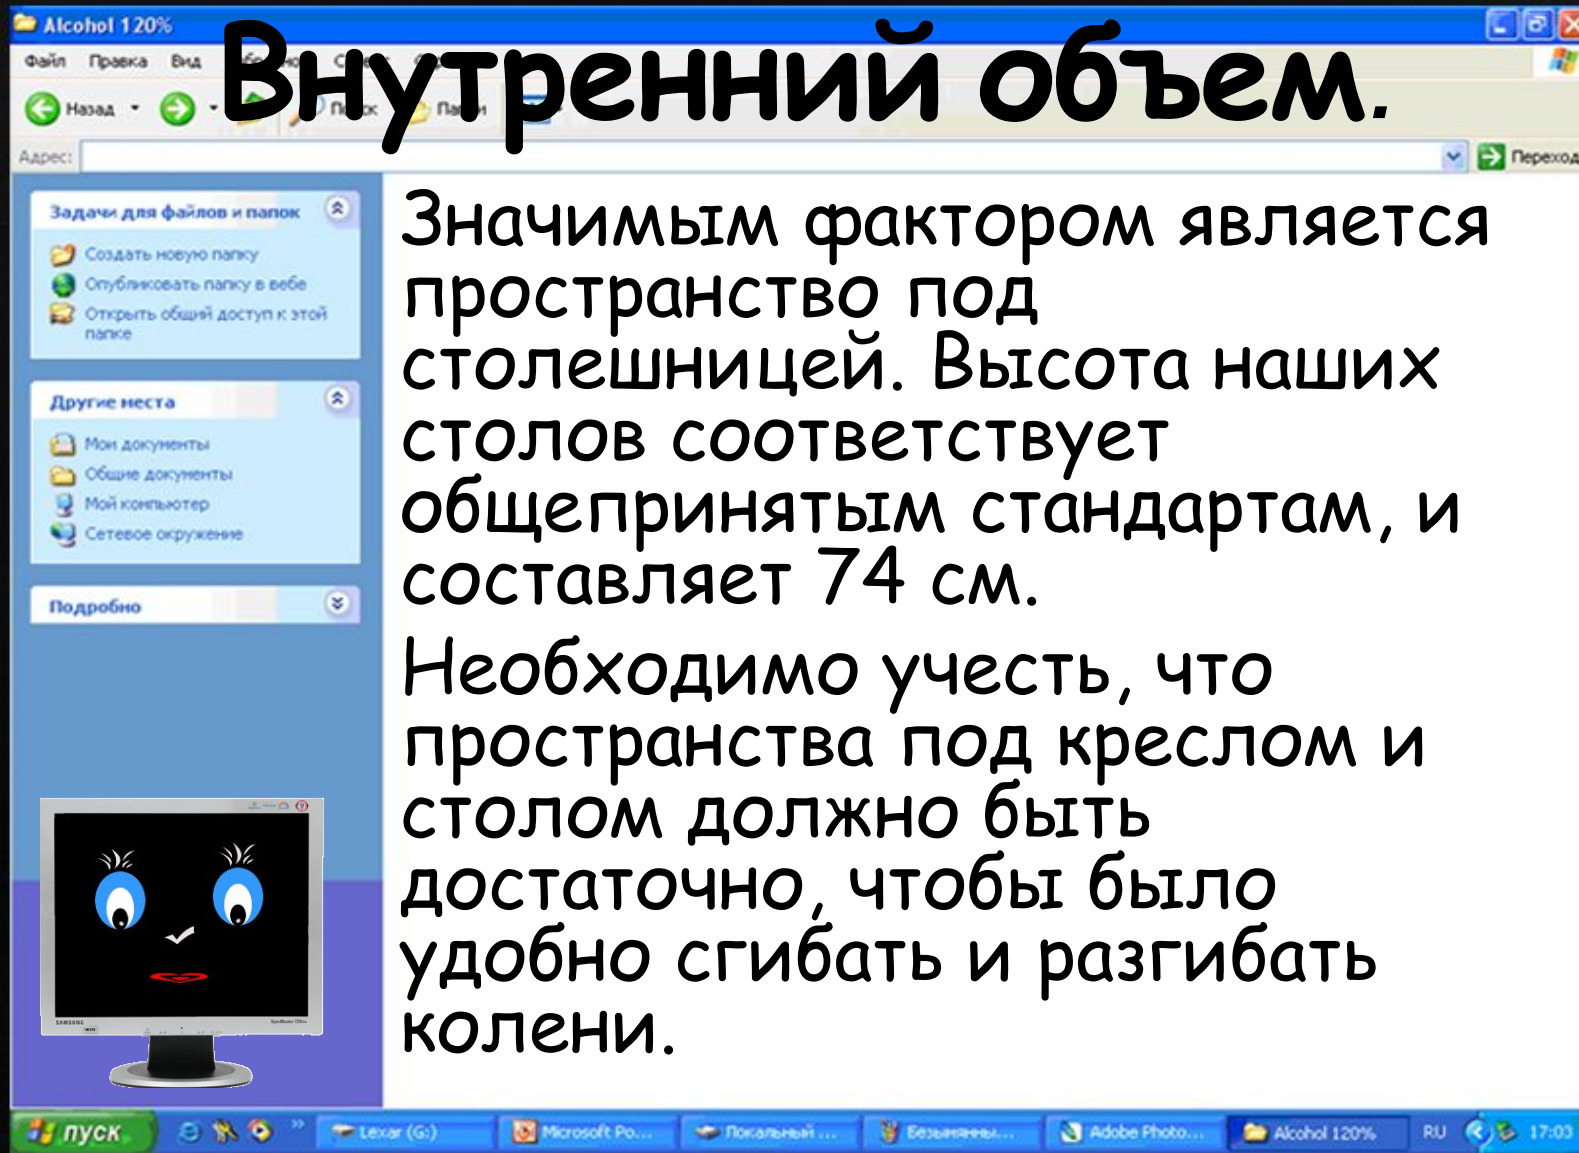 Alcohol 120%
Внутренний объем.
Файл Правка Вид
Назад
Адрес:
Переход
Задачи для файлов и папок
Создать новую папку
Опубликовать папку в вебе
Открыть общий доступ к этой
папке
Другие места
Мои документы
Общие документы
Мой компьютер
Сетевое окружение
Подробно
Значимым фактором является
пространство под
столешницей. Высота наших
столов соответствует
общепринятым стандартам, и
составляет 74 см.
Необходимо учесть, что
пространства под креслом и
столом должно быть
достаточно, чтобы было
удобно сгибать и разгибать
колени.
SAMSUNG
пуск
Lexar (G:)
Microsoft Po...
Локальный ...
Безымянны...
Adobe Photo...
Alcohol 120%
RU
17:03